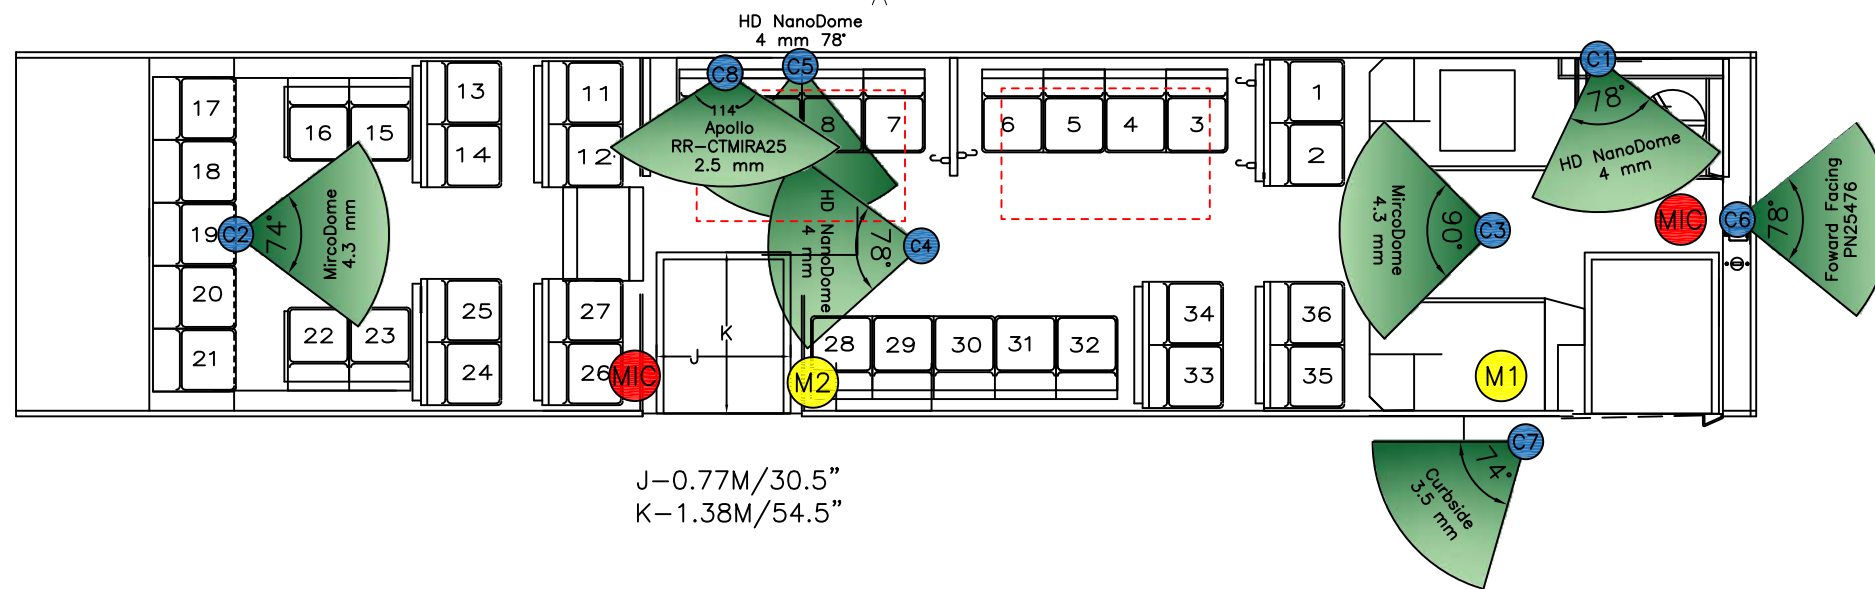 HD NanoDome
4 mm 78°
C8
C5
C1
17
16
15
13
14
11
12
114°
Apollo
RR-CTMIRA25
2.5 mm
8
7
6
5
4
3
1
2
78°
HD NanoDome
4 mm
18
19
C2
74°
MircoDome
4.3 mm
HD
NanoDome
4 mm
78°
C4
MircoDome
4.3 mm
90°
C3
MIC
C6
78°
Foward Facing
PN25476
20
21
22
23
25
24
27
26
MIC
J
K
M2
28
29
30
31
32
34
33
36
35
M1
C7
74°
Curbside
3.5 mm
J-0.77M/30.5"
K-1.38M/54.5"